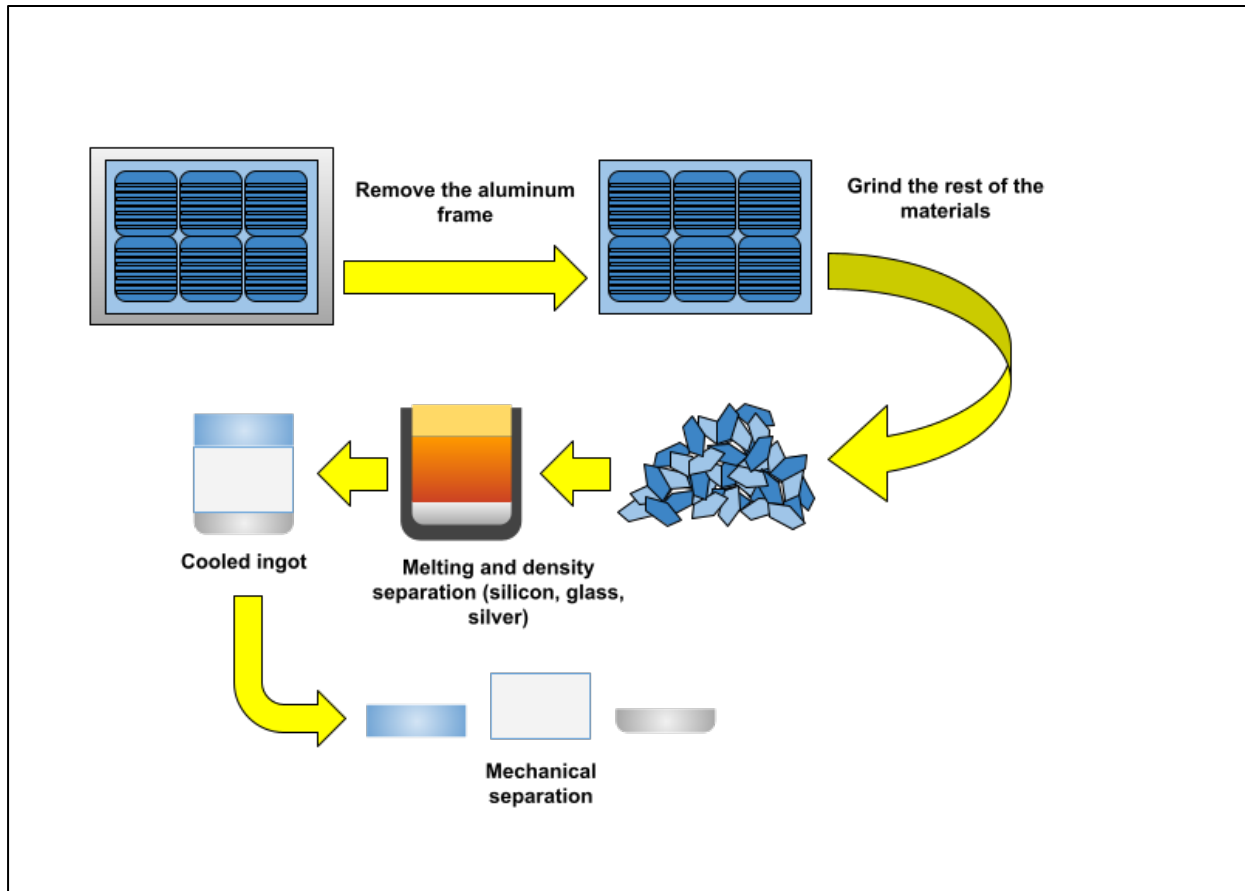 Remove the aluminum
frame
Grind the rest of the
materials
Cooled ingot
Melting and density
separation (silicon, glass,
silver)
Mechanical
separation